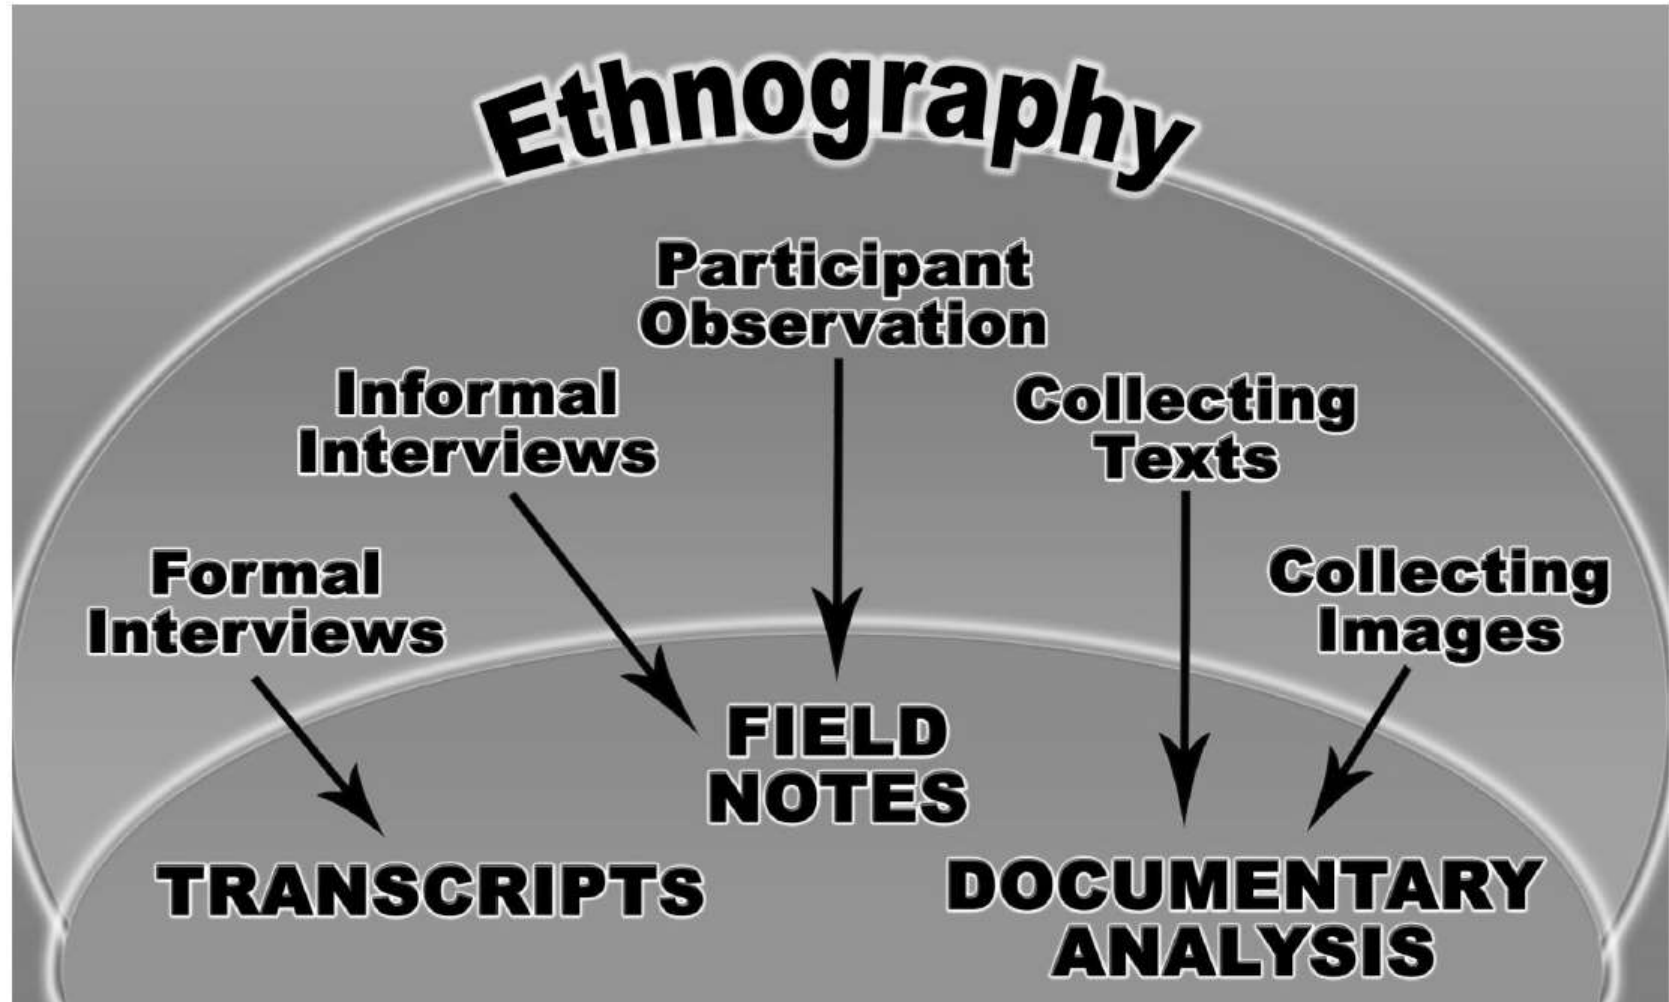 Ethnography
Participant
Observation
Informal
Interviews
Collecting
Texts
Formal
Interviews
Collecting
Images
FIELD
NOTES
TRANSCRIPTS
DOCUMENTARY
ANALYSIS